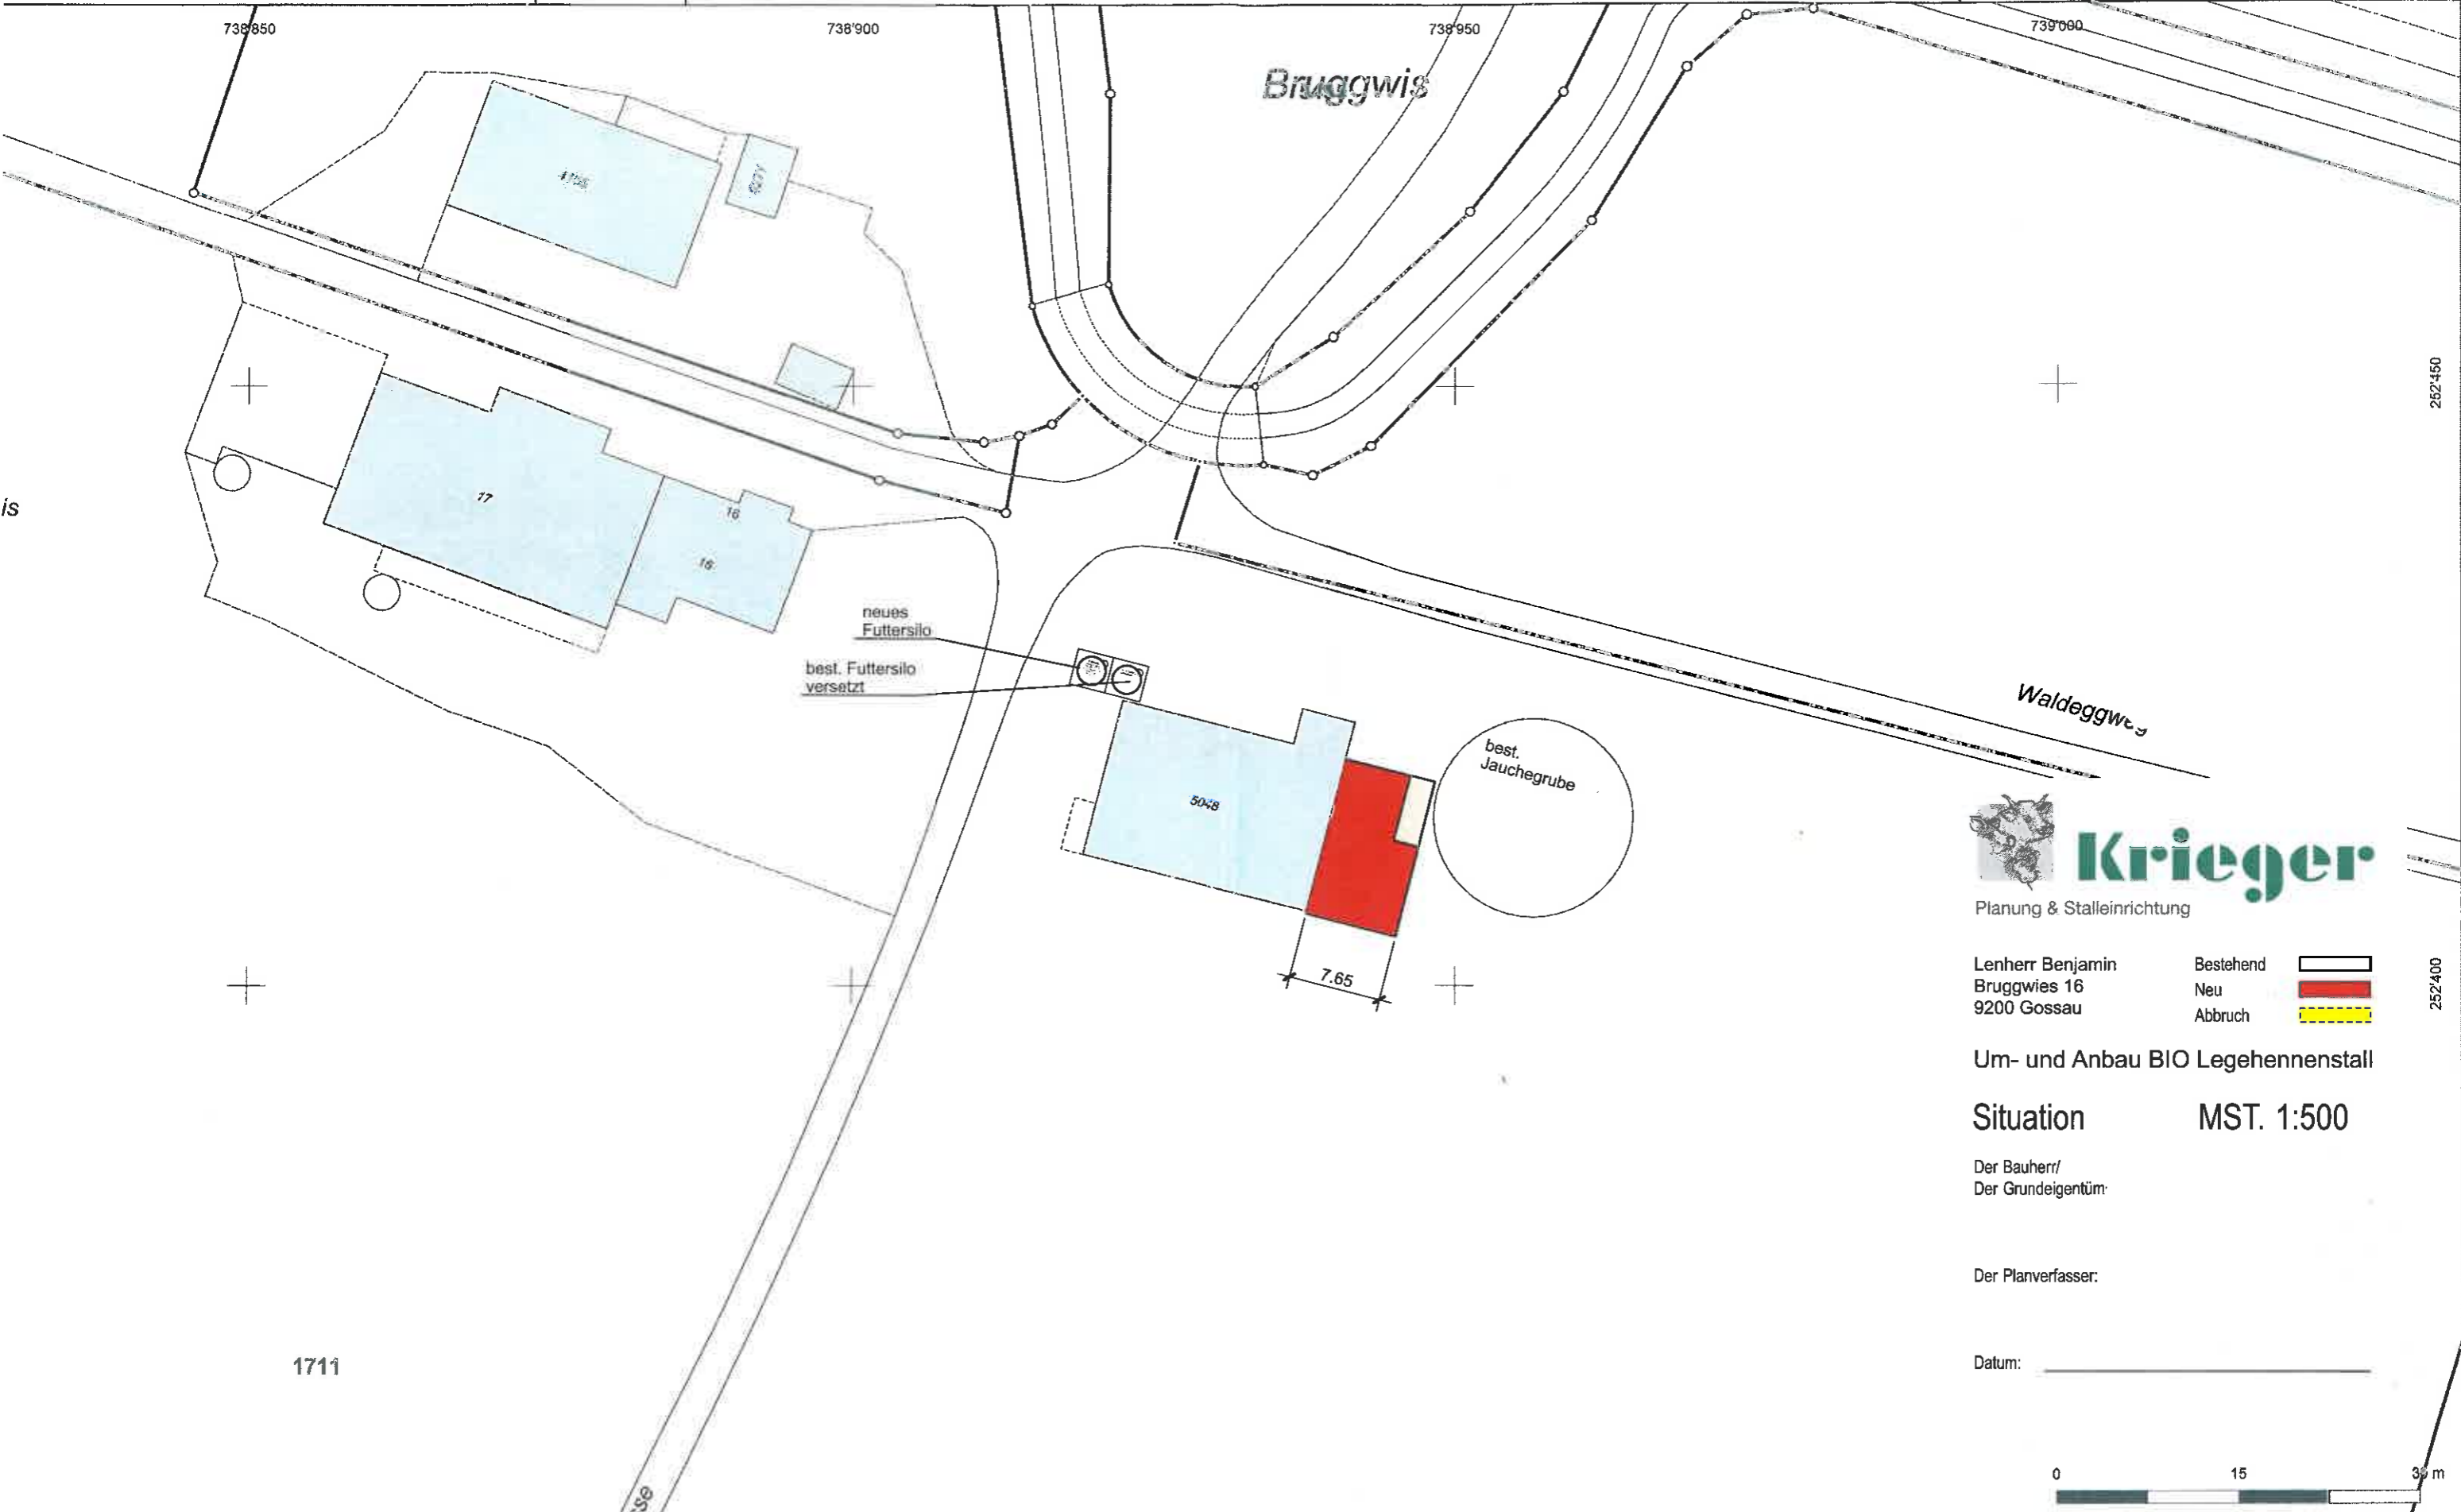 738'850
738'900
738'950
739'000
Bruggwis
252'450
17
16
16
is
neues
Futtersilo
best. Futtersilo
versetzt
Waldeggweg
best.
Jauchegrube
5048
7.65
Krieger
Planung & Stalleinrichtung
Lenherr Benjamin
Bruggwies 16
9200 Gossau
Bestehend
Neu
Abbruch
252'400
Um- und Anbau BIO Legehennenstall
Situation MST. 1:500
Der Bauherr/
Der Grundeigentüm
Der Planverfasser:
Datum:
1711
0 15 30 m
sse